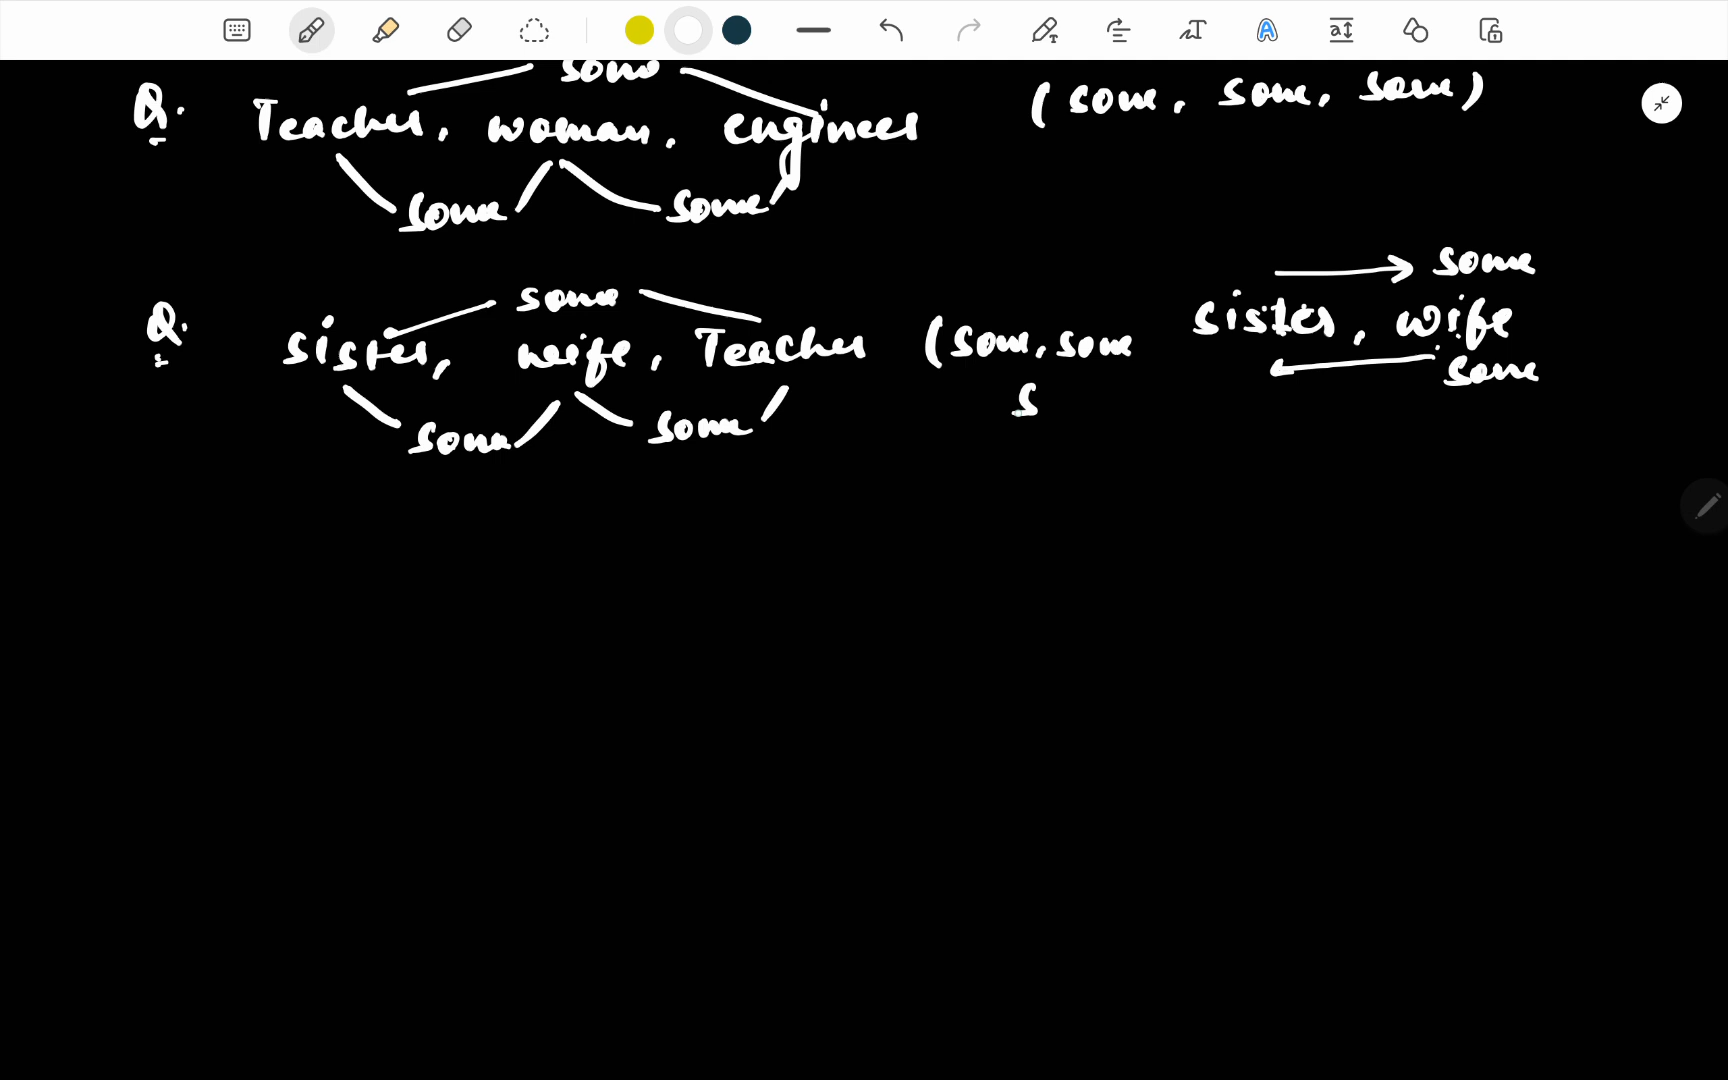 some
Q. Teacher, woman, engineer (some, some, some)
some some
some
Q. sister, wife, Teacher (some, some
s
some some
some
sister, wife
some